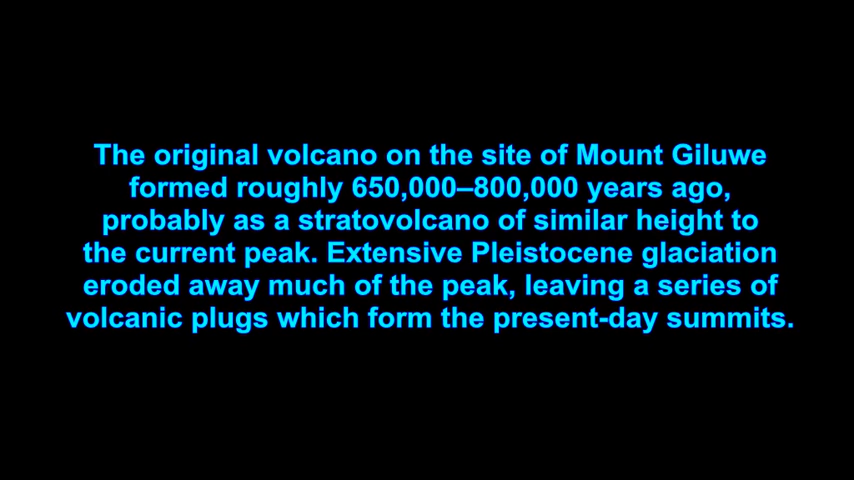 The original volcano on the site of Mount Giluwe
formed roughly 650,000–800,000 years ago,
probably as a stratovolcano of similar height to
the current peak. Extensive Pleistocene glaciation
eroded away much of the peak, leaving a series of
volcanic plugs which form the present-day summits.